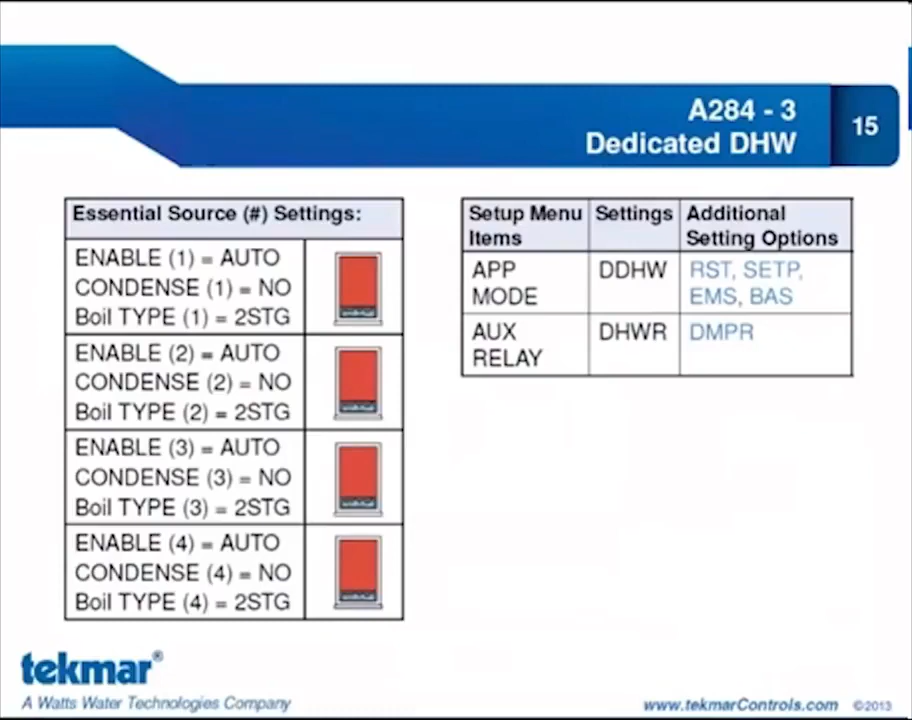 A284 - 3
Dedicated DHW
15
Essential Source (#) Settings:
ENABLE (1) = AUTO
CONDENSE (1) = NO
Boil TYPE (1) = 2STG
ENABLE (2) = AUTO
CONDENSE (2) = NO
Boil TYPE (2) = 2STG
ENABLE (3) = AUTO
CONDENSE (3) = NO
Boil TYPE (3) = 2STG
ENABLE (4) = AUTO
CONDENSE (4) = NO
Boil TYPE (4) = 2STG
Setup Menu Items
Settings
Additional Setting Options
APP MODE
DDHW
RST, SETP,
EMS, BAS
AUX RELAY
DHWR
DMPR
tekmar®
A Watts Water Technologies Company
www.tekmarControls.com ©2013